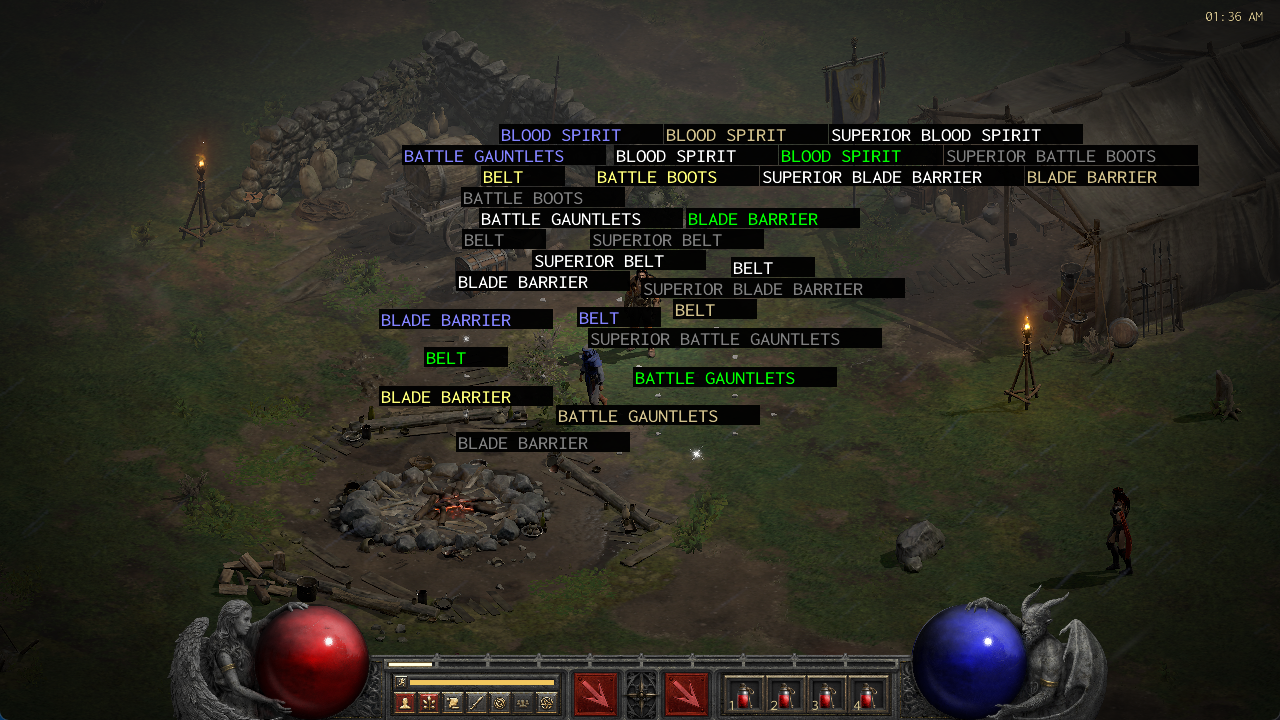 01:36 AM
BLOOD SPIRIT BLOOD SPIRIT SUPERIOR BLOOD SPIRIT
BATTLE GAUNTLETS BLOOD SPIRIT BLOOD SPIRIT SUPERIOR BATTLE BOOTS
BELT BATTLE BOOTS SUPERIOR BLADE BARRIER BLADE BARRIER
BATTLE BOOTS
BATTLE GAUNTLETS BLADE BARRIER
BELT SUPERIOR BELT
SUPERIOR BELT
BELT
BLADE BARRIER
SUPERIOR BLADE BARRIER
BELT
BLADE BARRIER BELT
SUPERIOR BATTLE GAUNTLETS
BELT
BATTLE GAUNTLETS
BLADE BARRIER
BATTLE GAUNTLETS
BLADE BARRIER
1 2 3 4